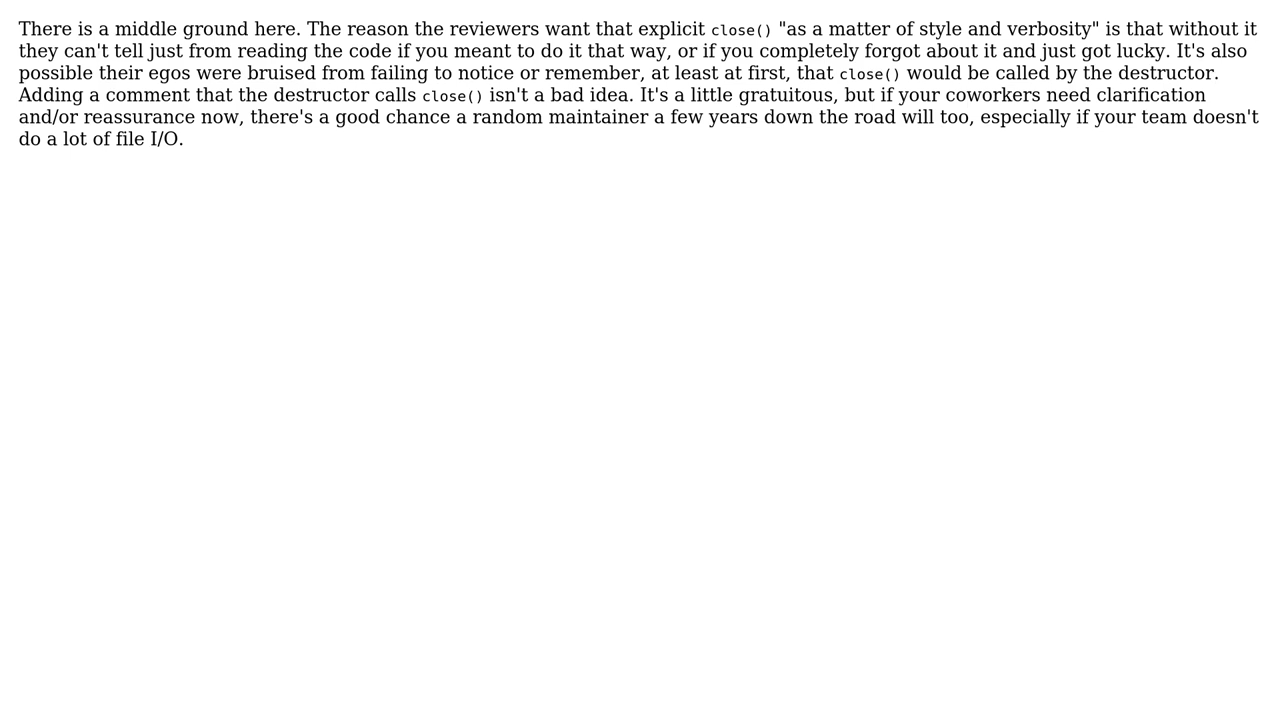 There is a middle ground here. The reason the reviewers want that explicit close() "as a matter of style and verbosity" is that without it
they can't tell just from reading the code if you meant to do it that way, or if you completely forgot about it and just got lucky. It's also
possible their egos were bruised from failing to notice or remember, at least at first, that close() would be called by the destructor.
Adding a comment that the destructor calls close() isn't a bad idea. It's a little gratuitous, but if your coworkers need clarification
and/or reassurance now, there's a good chance a random maintainer a few years down the road will too, especially if your team doesn't
do a lot of file I/O.